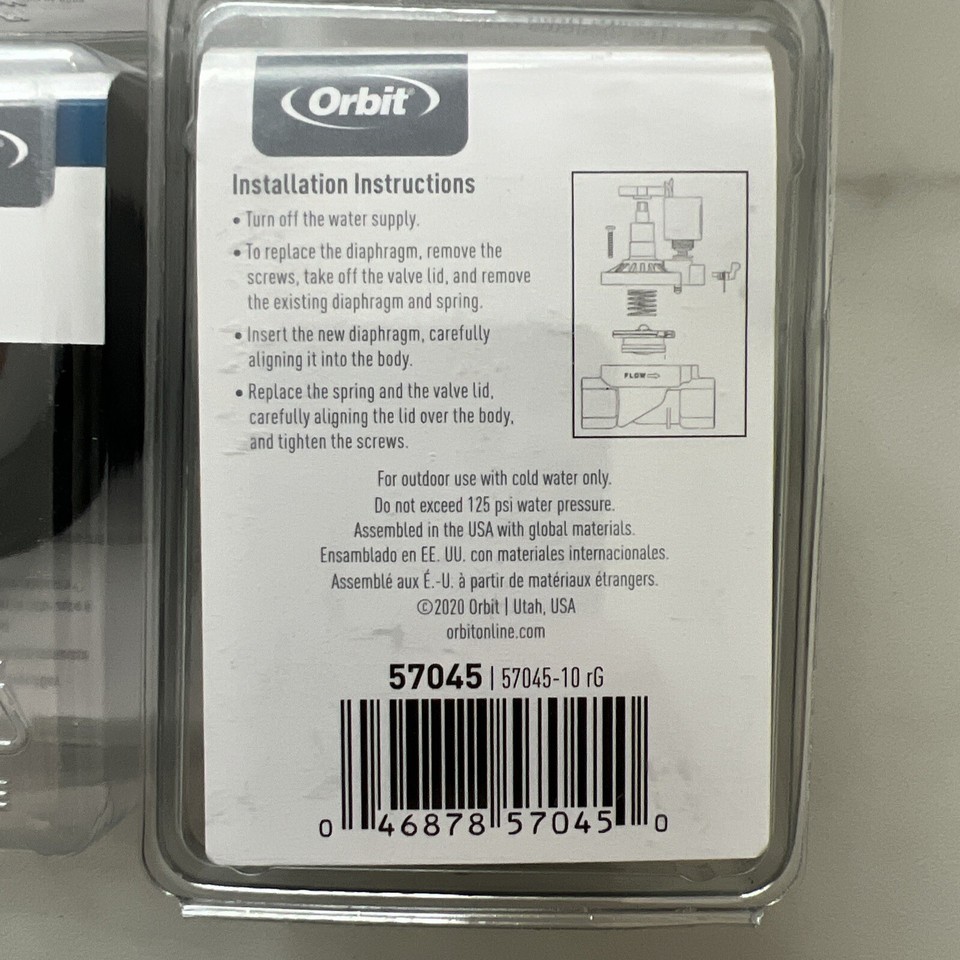 Orbit
Installation Instructions
• Turn off the water supply.
• To replace the diaphragm, remove the
screws, take off the valve lid, and remove
the existing diaphragm and spring.
• Insert the new diaphragm, carefully
aligning it into the body.
• Replace the spring and the valve lid,
carefully aligning the lid over the body,
and tighten the screws.
FLOW
For outdoor use with cold water only.
Do not exceed 125 psi water pressure.
Assembled in the USA with global materials.
Ensamblado en EE. UU. con materiales internacionales.
Assemblé aux É.-U. à partir de matériaux étrangers.
©2020 Orbit | Utah, USA
orbitonline.com
57045 | 57045-10 rG
0 46878 57045 0